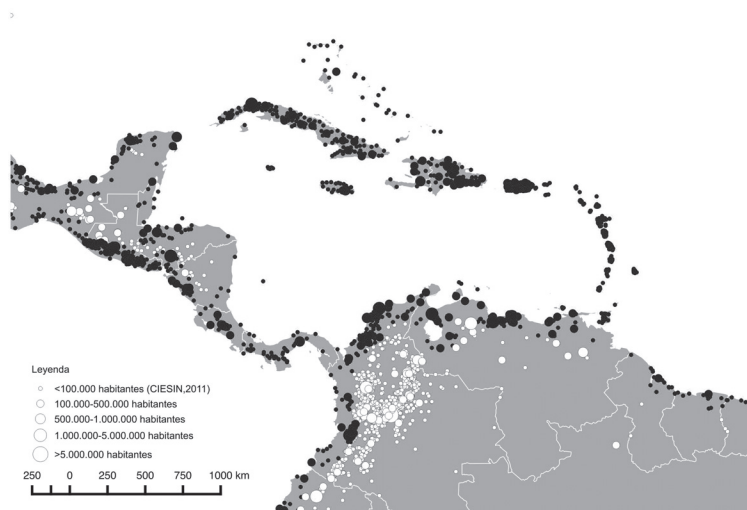 Leyenda
<100.000 habitantes (CIESIN,2011)
100.000-500.000 habitantes
500.000-1.000.000 habitantes
1.000.000-5.000.000 habitantes
>5.000.000 habitantes
250 0 250 500 750 1000 km